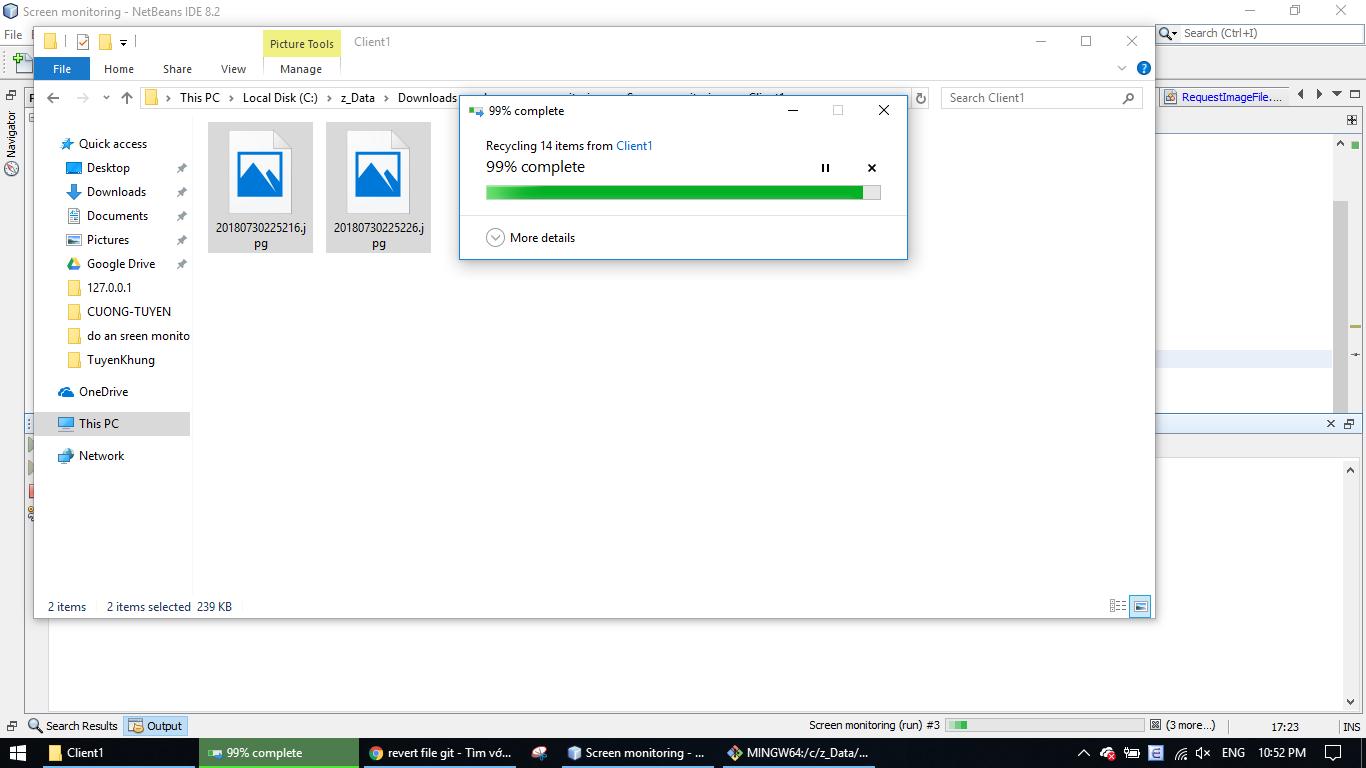 Screen monitoring - NetBeans IDE 8.2
File
Search (Ctrl+I)
Picture Tools
Client1
File
Home
Share
View
Manage
This PC
Local Disk (C:)
z_Data
Downloads
Search Client1
RequestImageFile....
Navigator
99% complete
Recycling 14 items from Client1
99% complete
More details
Quick access
Desktop
Downloads
Documents
Pictures
Google Drive
127.0.0.1
CUONG-TUYEN
do an sreen monito
TuyenKhung
OneDrive
This PC
Network
20180730225216.j
pg
20180730225226.j
pg
2 items
2 items selected 239 KB
Search Results
Output
Screen monitoring (run) #3
(3 more...)
17:23
INS
Client1
99% complete
revert file git - Tìm vớ...
Screen monitoring - ...
MINGW64:/c/z_Data/...
ENG
10:52 PM